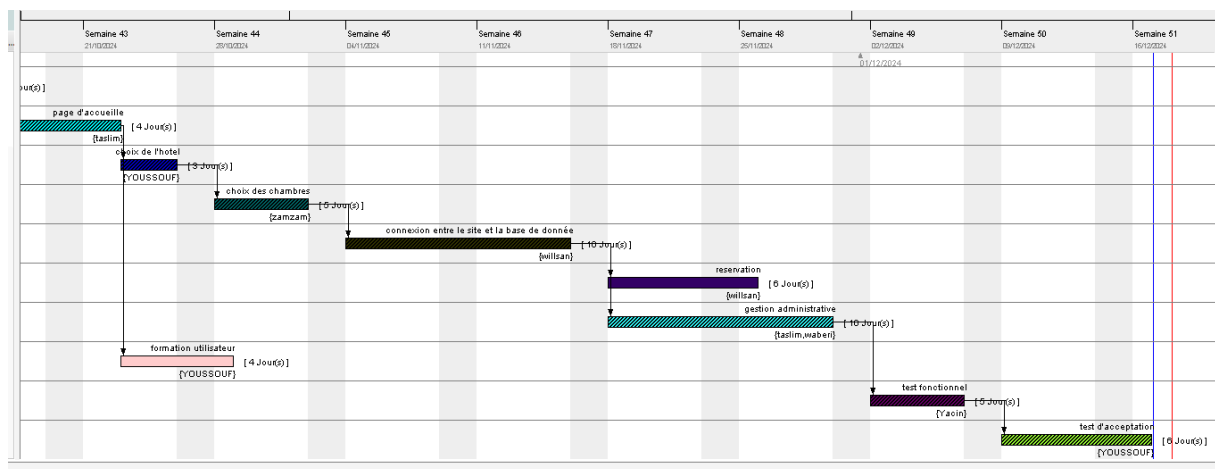 Semaine 43 Semaine 44 Semaine 45 Semaine 46 Semaine 47 Semaine 48 Semaine 49 Semaine 50 Semaine 51
21/10/2024 28/10/2024 04/11/2024 11/11/2024 18/11/2024 25/11/2024 02/12/2024 09/12/2024 16/12/2024
01/12/2024
our(s) ]
page d'accueille
[ 4 Jour(s) ]
{taslim}
choix de l'hotel
[ 3 Jour(s) ]
{YOUSSOUF}
choix des chambres
[ 5 Jour(s) ]
{zamzam}
connexion entre le site et la base de donnée
[ 10 Jour(s) ]
{willsan}
reservation
[ 6 Jour(s) ]
{willsan}
gestion administrative
[ 10 Jour(s) ]
{taslim,waberi}
formation utilisateur
[ 4 Jour(s) ]
{YOUSSOUF}
test fonctionnel
[ 5 Jour(s) ]
{Yacin}
test d'acceptation
[ 6 Jour(s) ]
{YOUSSOUF}